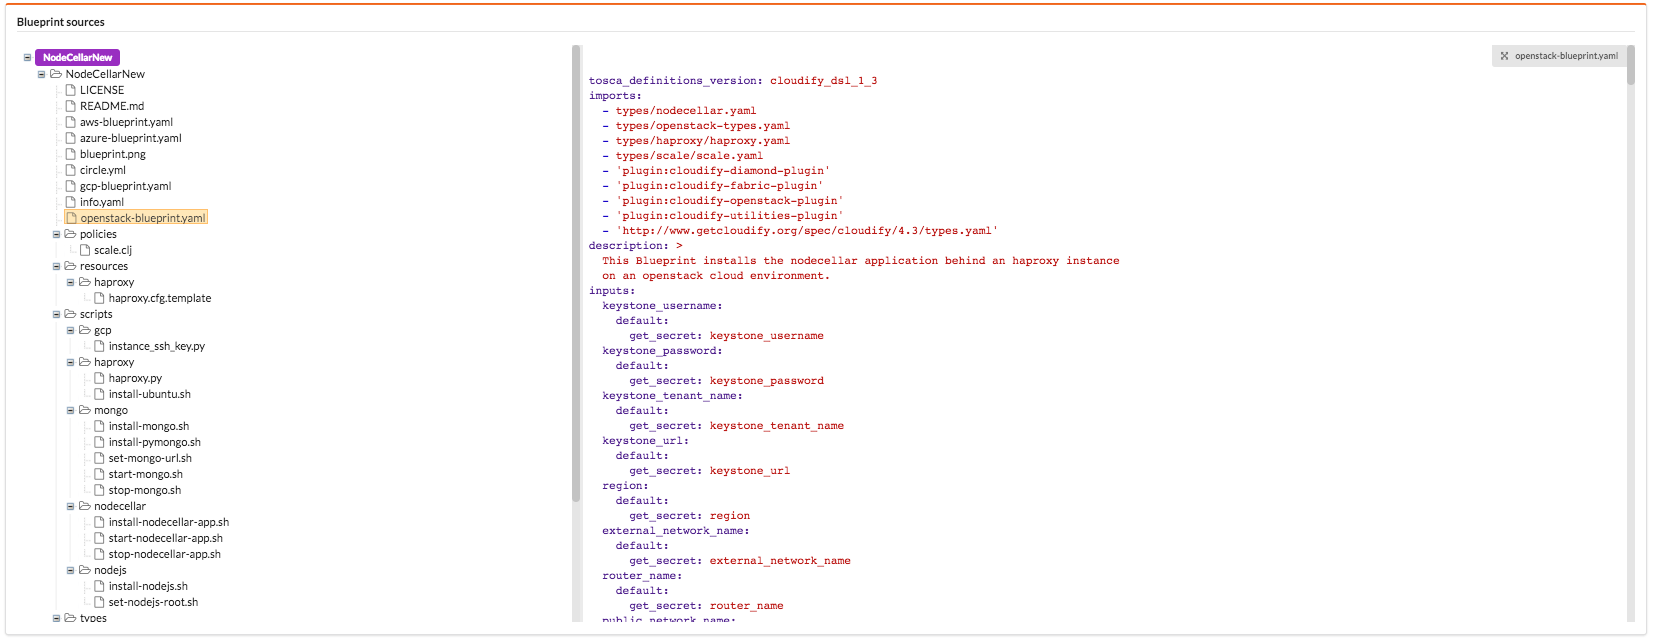 Blueprint sources
NodeCellarNew
NodeCellarNew
LICENSE
README.md
aws-blueprint.yaml
azure-blueprint.yaml
blueprint.png
circle.yml
gcp-blueprint.yaml
info.yaml
openstack-blueprint.yaml
policies
scale.clj
resources
haproxy
haproxy.cfg.template
scripts
gcp
instance_ssh_key.py
haproxy
haproxy.py
install-ubuntu.sh
mongo
install-mongo.sh
install-pymongo.sh
set-mongo-url.sh
start-mongo.sh
stop-mongo.sh
nodecellar
install-nodecellar-app.sh
start-nodecellar-app.sh
stop-nodecellar-app.sh
nodejs
install-nodejs.sh
set-nodejs-root.sh
types
openstack-blueprint.yaml
tosca_definitions_version: cloudify_dsl_1_3
imports:
- types/nodecellar.yaml
- types/openstack-types.yaml
- types/haproxy/haproxy.yaml
- types/scale/scale.yaml
- 'plugin:cloudify-diamond-plugin'
- 'plugin:cloudify-fabric-plugin'
- 'plugin:cloudify-openstack-plugin'
- 'plugin:cloudify-utilities-plugin'
- 'http://www.getcloudify.org/spec/cloudify/4.3/types.yaml'
description: >
This Blueprint installs the nodecellar application behind an haproxy instance
on an openstack cloud environment.
inputs:
keystone_username:
default:
get_secret: keystone_username
keystone_password:
default:
get_secret: keystone_password
keystone_tenant_name:
default:
get_secret: keystone_tenant_name
keystone_url:
default:
get_secret: keystone_url
region:
default:
get_secret: region
external_network_name:
default:
get_secret: external_network_name
router_name:
default:
get_secret: router_name
public_network_name: